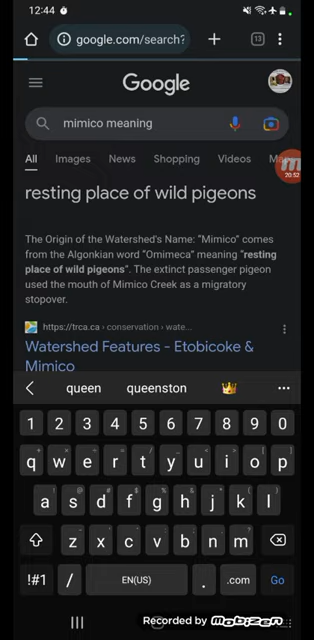 12:44
google.com/search?
13
Google
mimico meaning
All Images News Shopping Videos
20:52
resting place of wild pigeons
The Origin of the Watershed's Name: "Mimico" comes
from the Algonkian word "Omimeca" meaning "resting
place of wild pigeons". The extinct passenger pigeon
used the mouth of Mimico Creek as a migratory
stopover.
https://trca.ca › conservation › wate...
Watershed Features - Etobicoke &
Mimico
queen queenston
1 2 3 4 5 6 7 8 9 0
q w e r t y u i o p
a s d f g h j k l
z x c v b n m
!#1 / EN(US) . .com Go
Recorded by mobizen